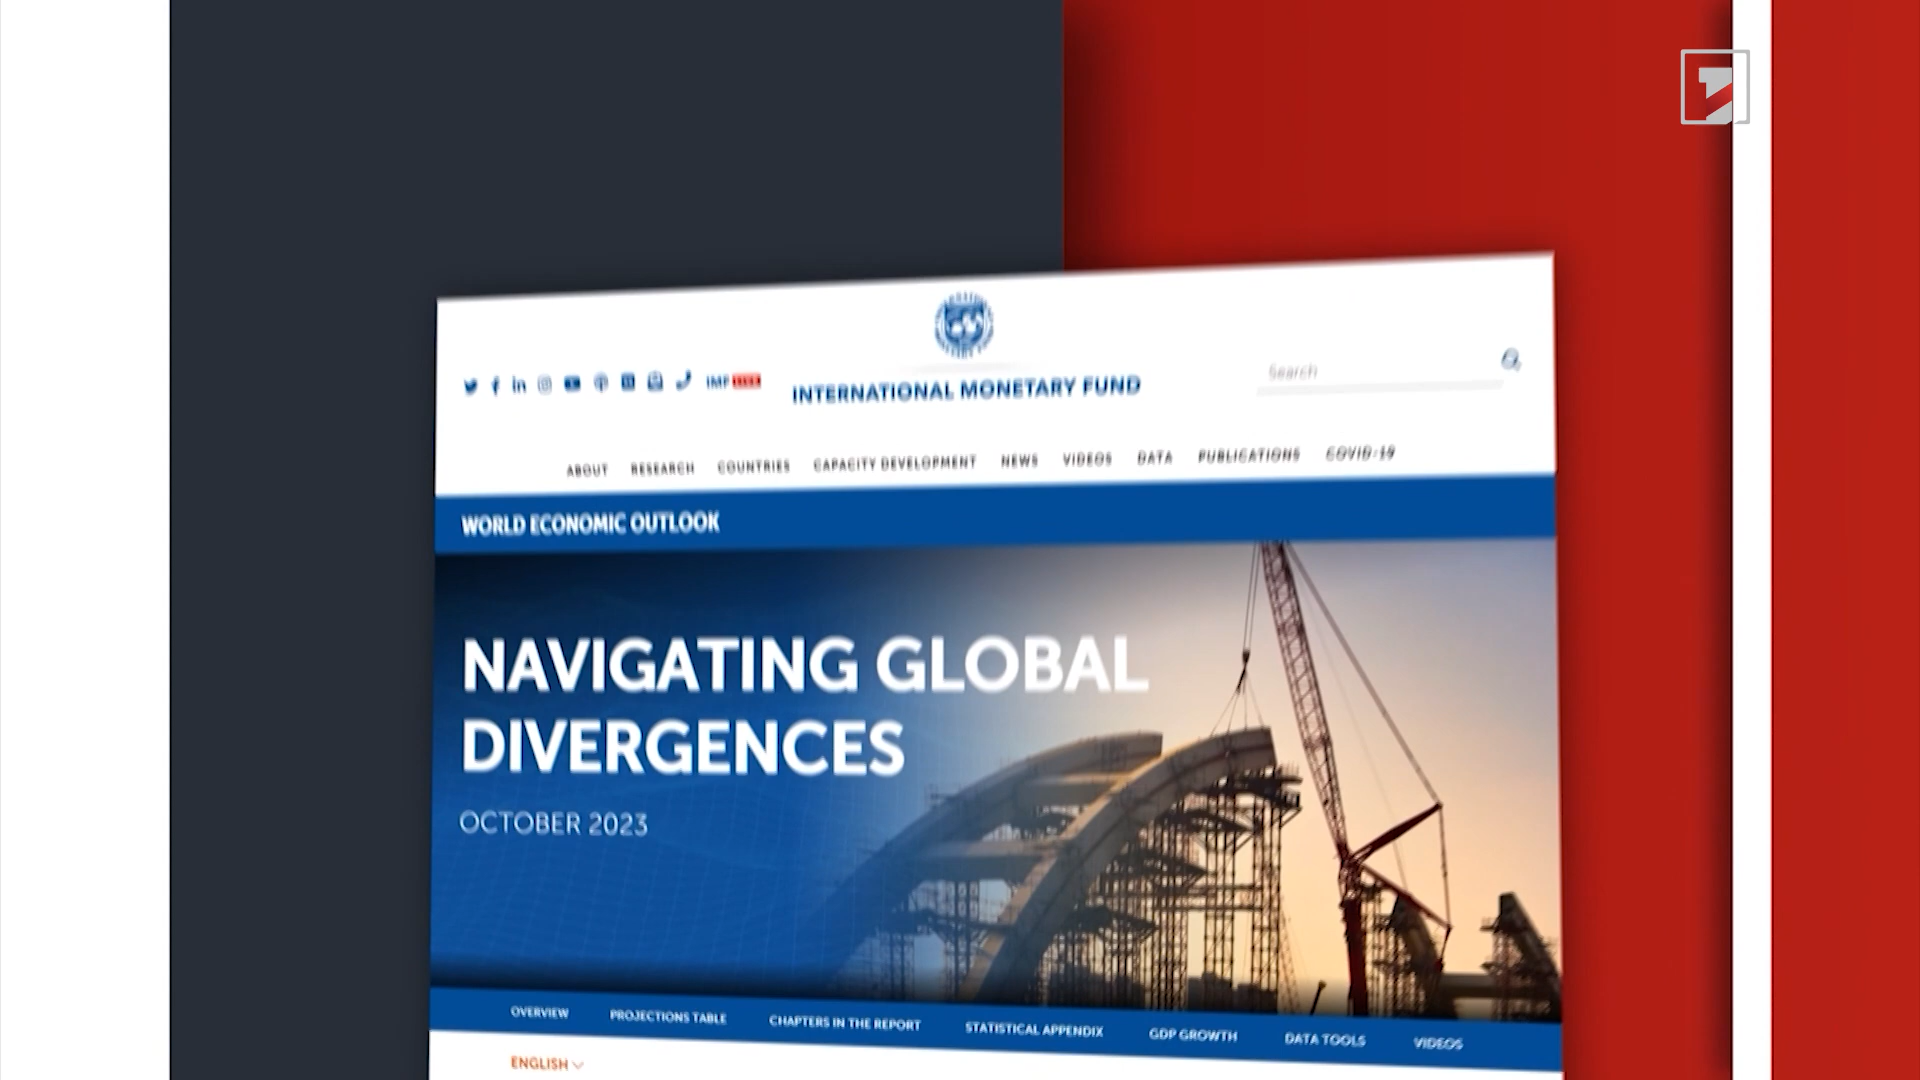 IMF LIVE
INTERNATIONAL MONETARY FUND
Search
ABOUT RESEARCH COUNTRIES CAPACITY DEVELOPMENT NEWS VIDEOS DATA PUBLICATIONS COVID-19
WORLD ECONOMIC OUTLOOK
NAVIGATING GLOBAL
DIVERGENCES
OCTOBER 2023
OVERVIEW PROJECTIONS TABLE CHAPTERS IN THE REPORT STATISTICAL APPENDIX GDP GROWTH DATA TOOLS VIDEOS
ENGLISH